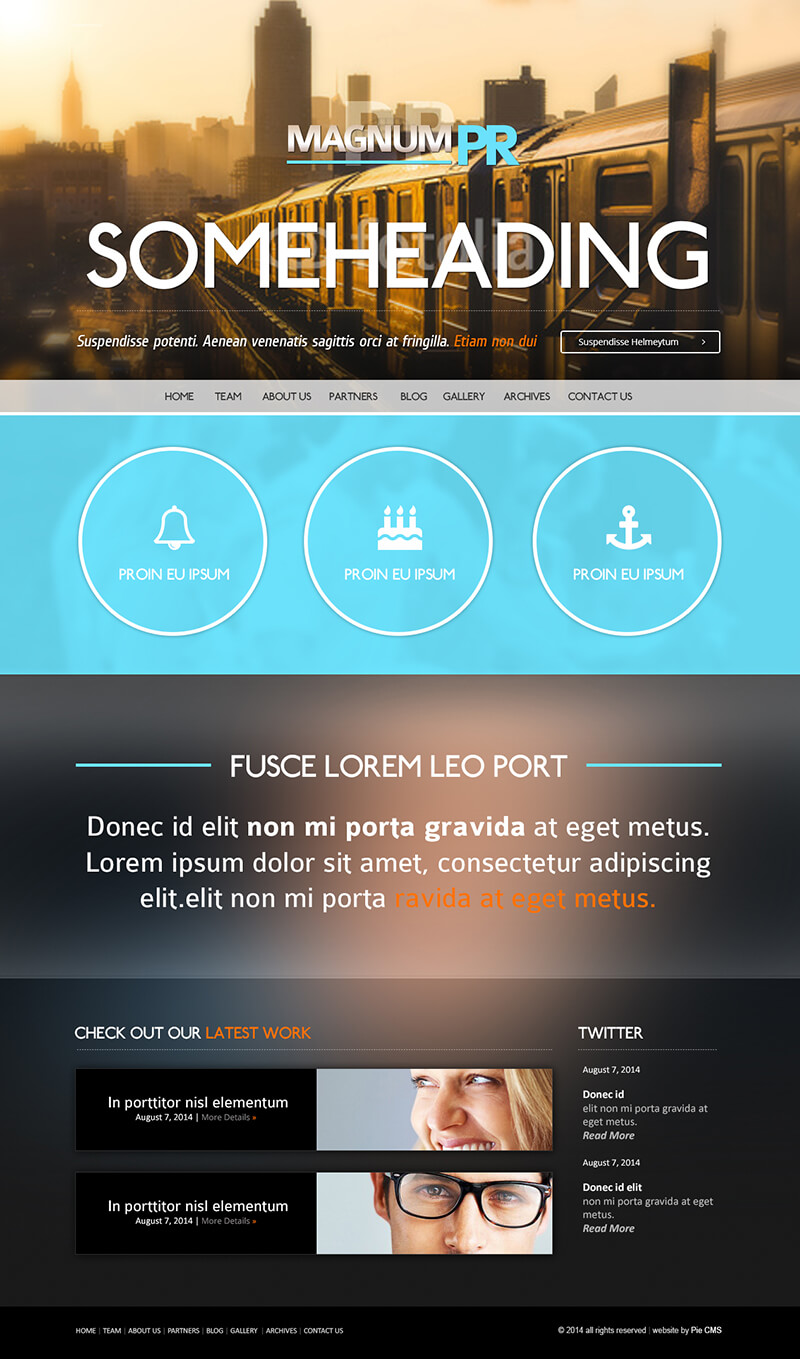 MAGNUM PR
SOMEHEADING
fotolia
Suspendisse potenti. Aenean venenatis sagittis orci at fringilla. Etiam non dui
Suspendisse Helmeytum >
HOME TEAM ABOUT US PARTNERS BLOG GALLERY ARCHIVES CONTACT US
PROIN EU IPSUM PROIN EU IPSUM PROIN EU IPSUM
FUSCE LOREM LEO PORT
Donec id elit non mi porta gravida at eget metus.
Lorem ipsum dolor sit amet, consectetur adipiscing
elit.elit non mi porta ravida at eget metus.
CHECK OUT OUR LATEST WORK
In porttitor nisl elementum
August 7, 2014 | More Details »
In porttitor nisl elementum
August 7, 2014 | More Details »
TWITTER
August 7, 2014
Donec id
elit non mi porta gravida at
eget metus.
Read More
August 7, 2014
Donec id elit
non mi porta gravida at eget
metus.
Read More
HOME | TEAM | ABOUT US | PARTNERS | BLOG | GALLERY | ARCHIVES | CONTACT US
© 2014 all rights reserved | website by Pie CMS